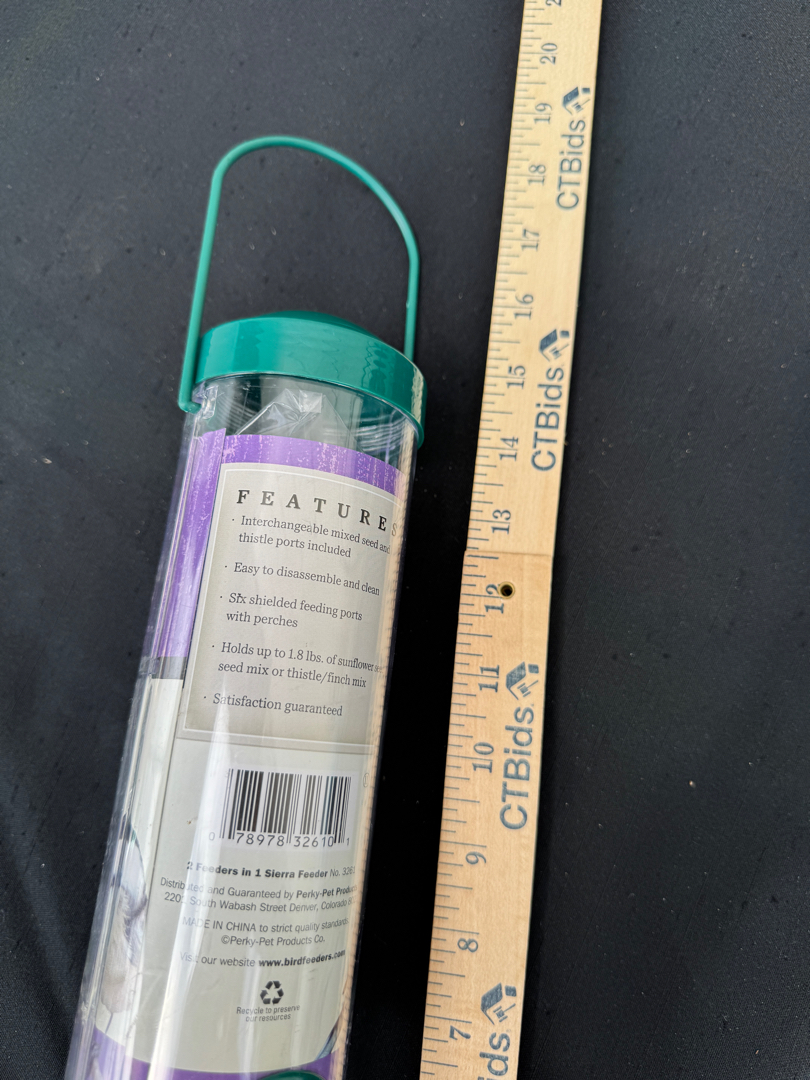 FEATURES
· Interchangeable mixed seed and
thistle ports included
· Easy to disassemble and clean
· Six shielded feeding ports
with perches
· Holds up to 1.8 lbs. of sunflower
seed mix or thistle/finch mix
· Satisfaction guaranteed
0 78978 32610 1
2 Feeders in 1 Sierra Feeder No.
Distributed and Guaranteed by Perky-Pet
South Wabash Street Denver, Colorado
MADE IN CHINA to strict quality standards.
©Perky-Pet Products Co.
Visit our website www.birdfeeders.com
Recycle to preserve
our resources
20
19
18
17
16
15
14
13
12
11
10
9
8
7
CTBids
CTBids
CTBids
ids